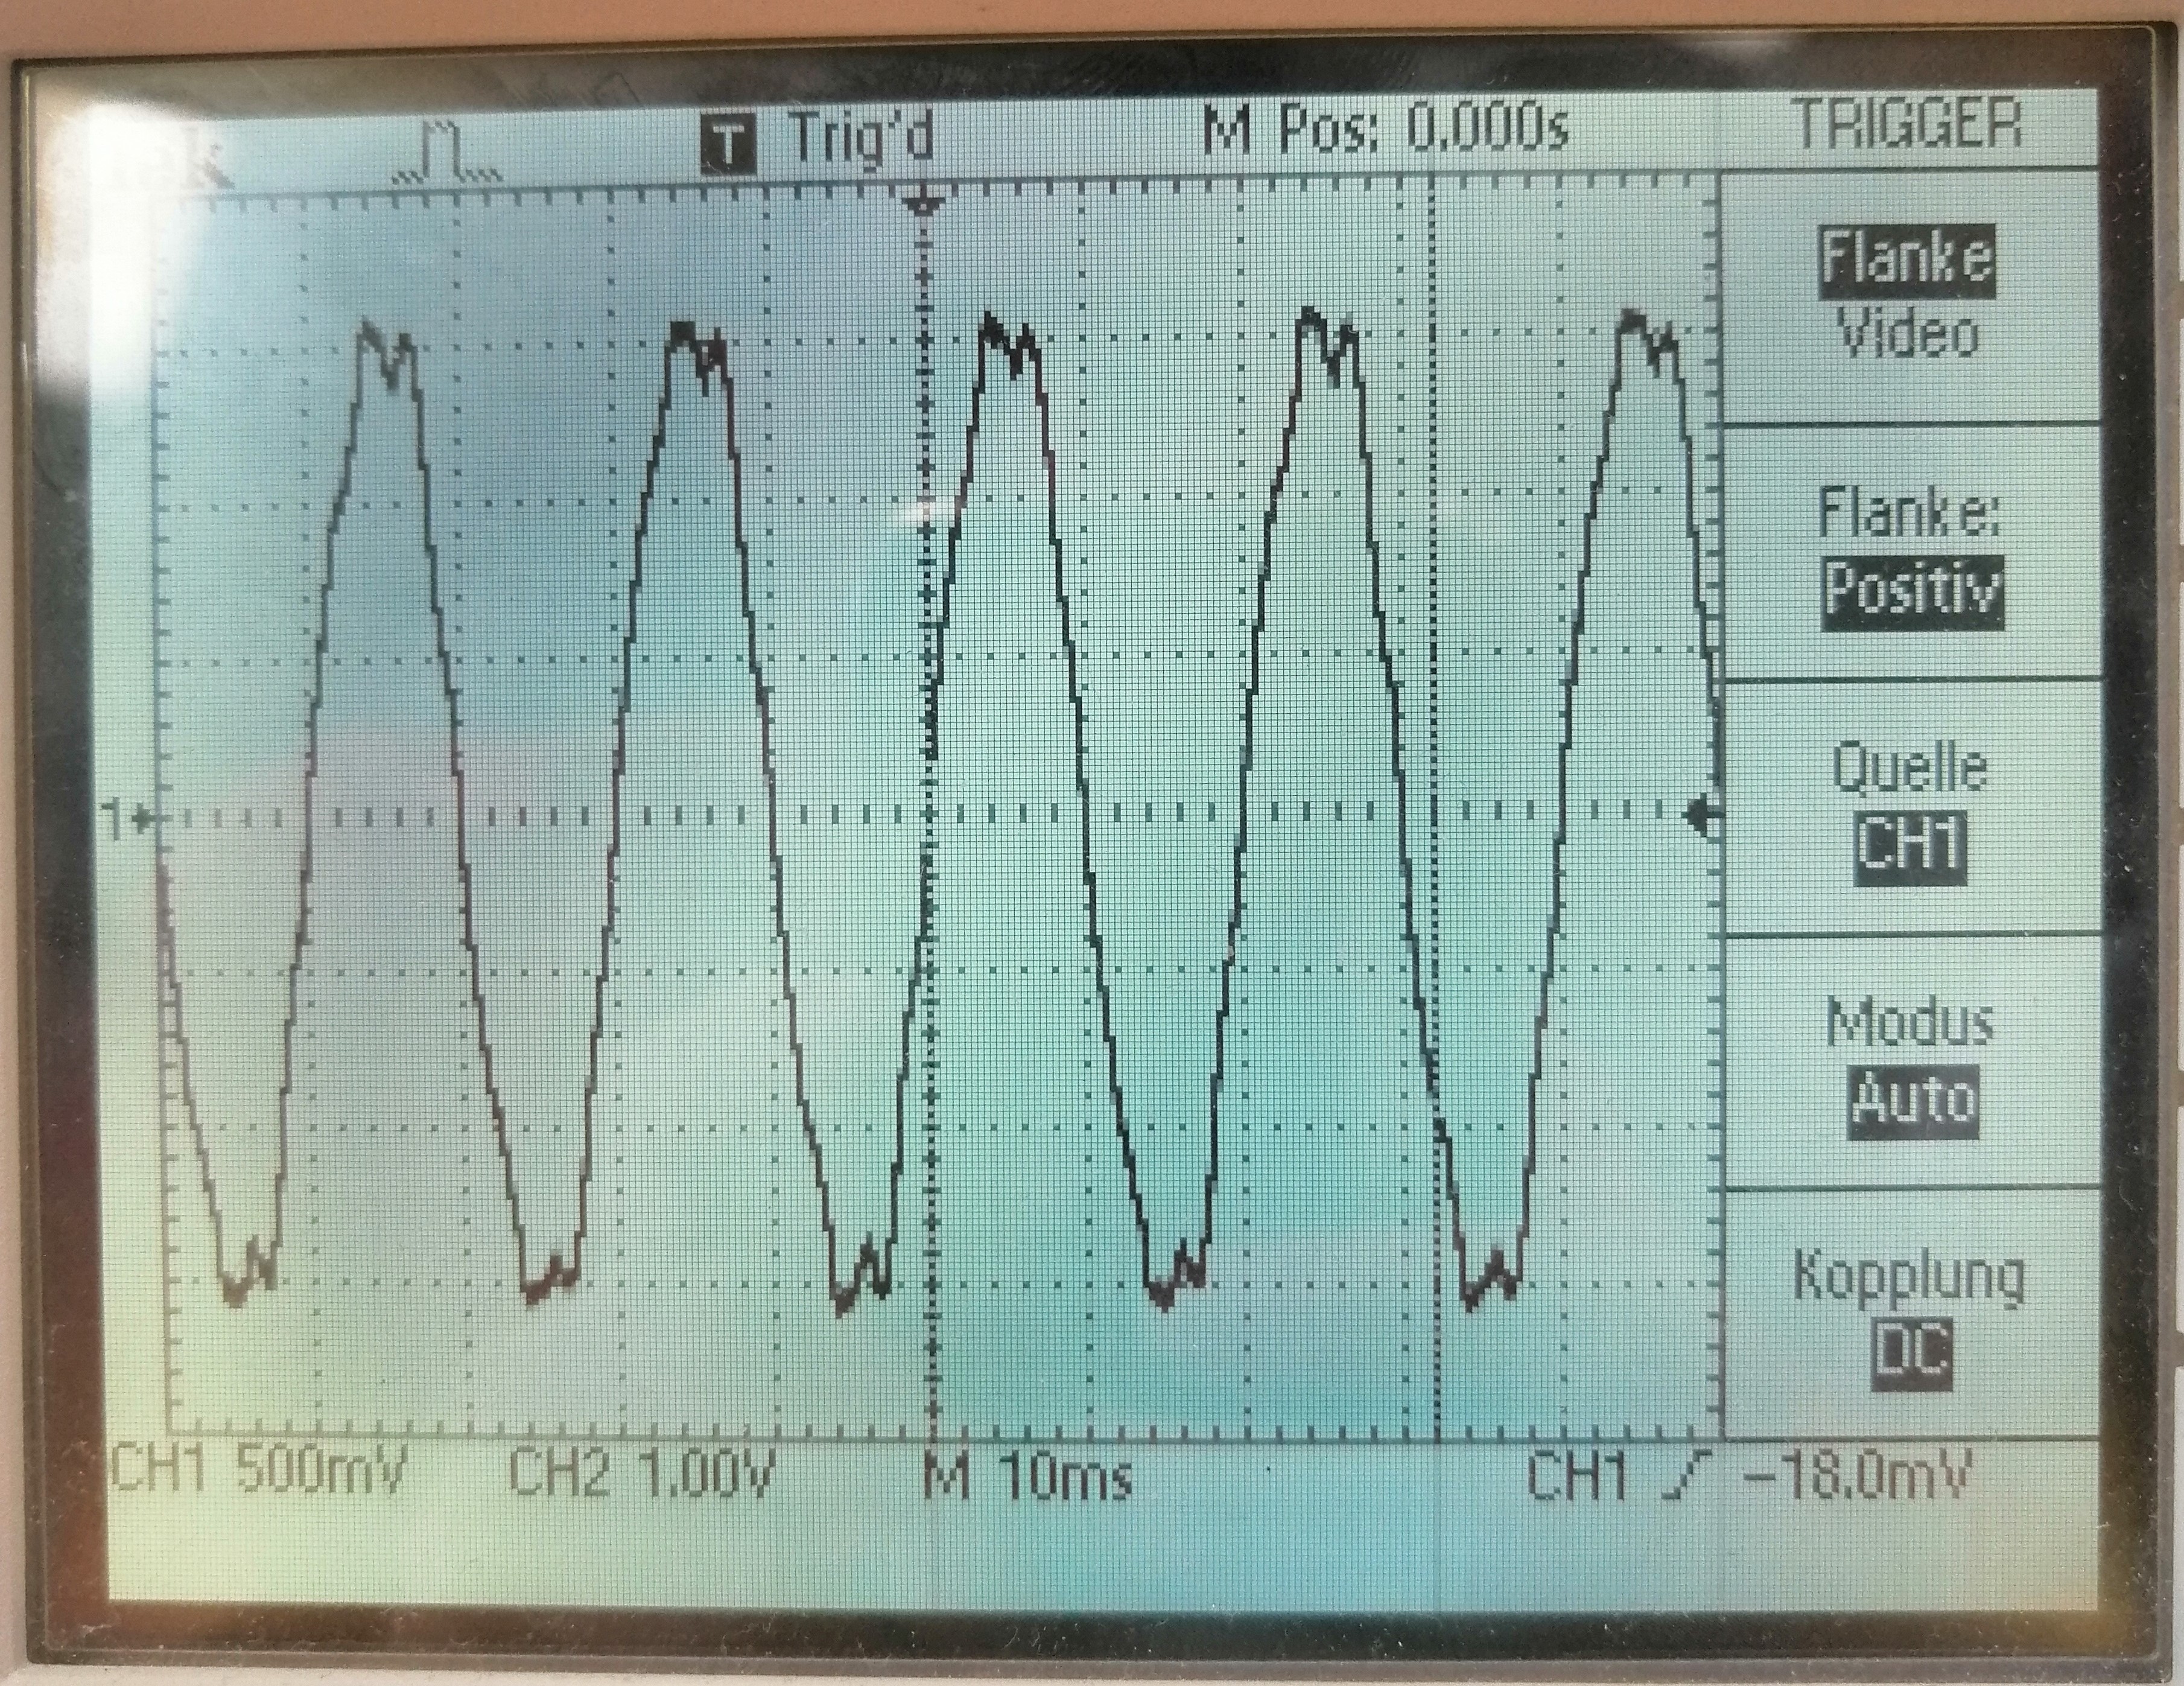 T Trig'd M Pos: 0.000s TRIGGER
Flanke
Video
Flanke:
Positiv
Quelle
CH1
Modus
Auto
Kopplung
DC
1
CH1 500mV CH2 1.00V M 10ms CH1 -18.0mV